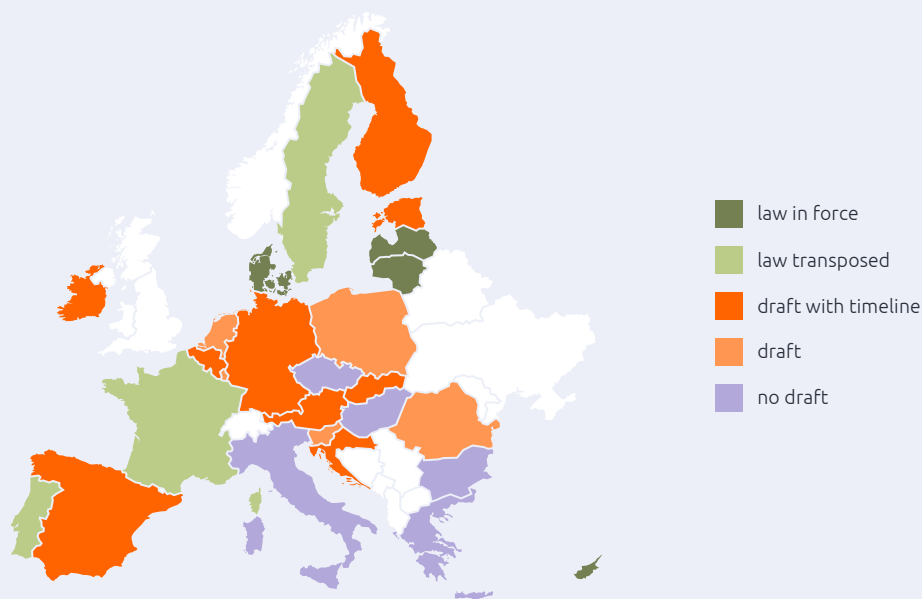 law in force
law transposed
draft with timeline
draft
no draft